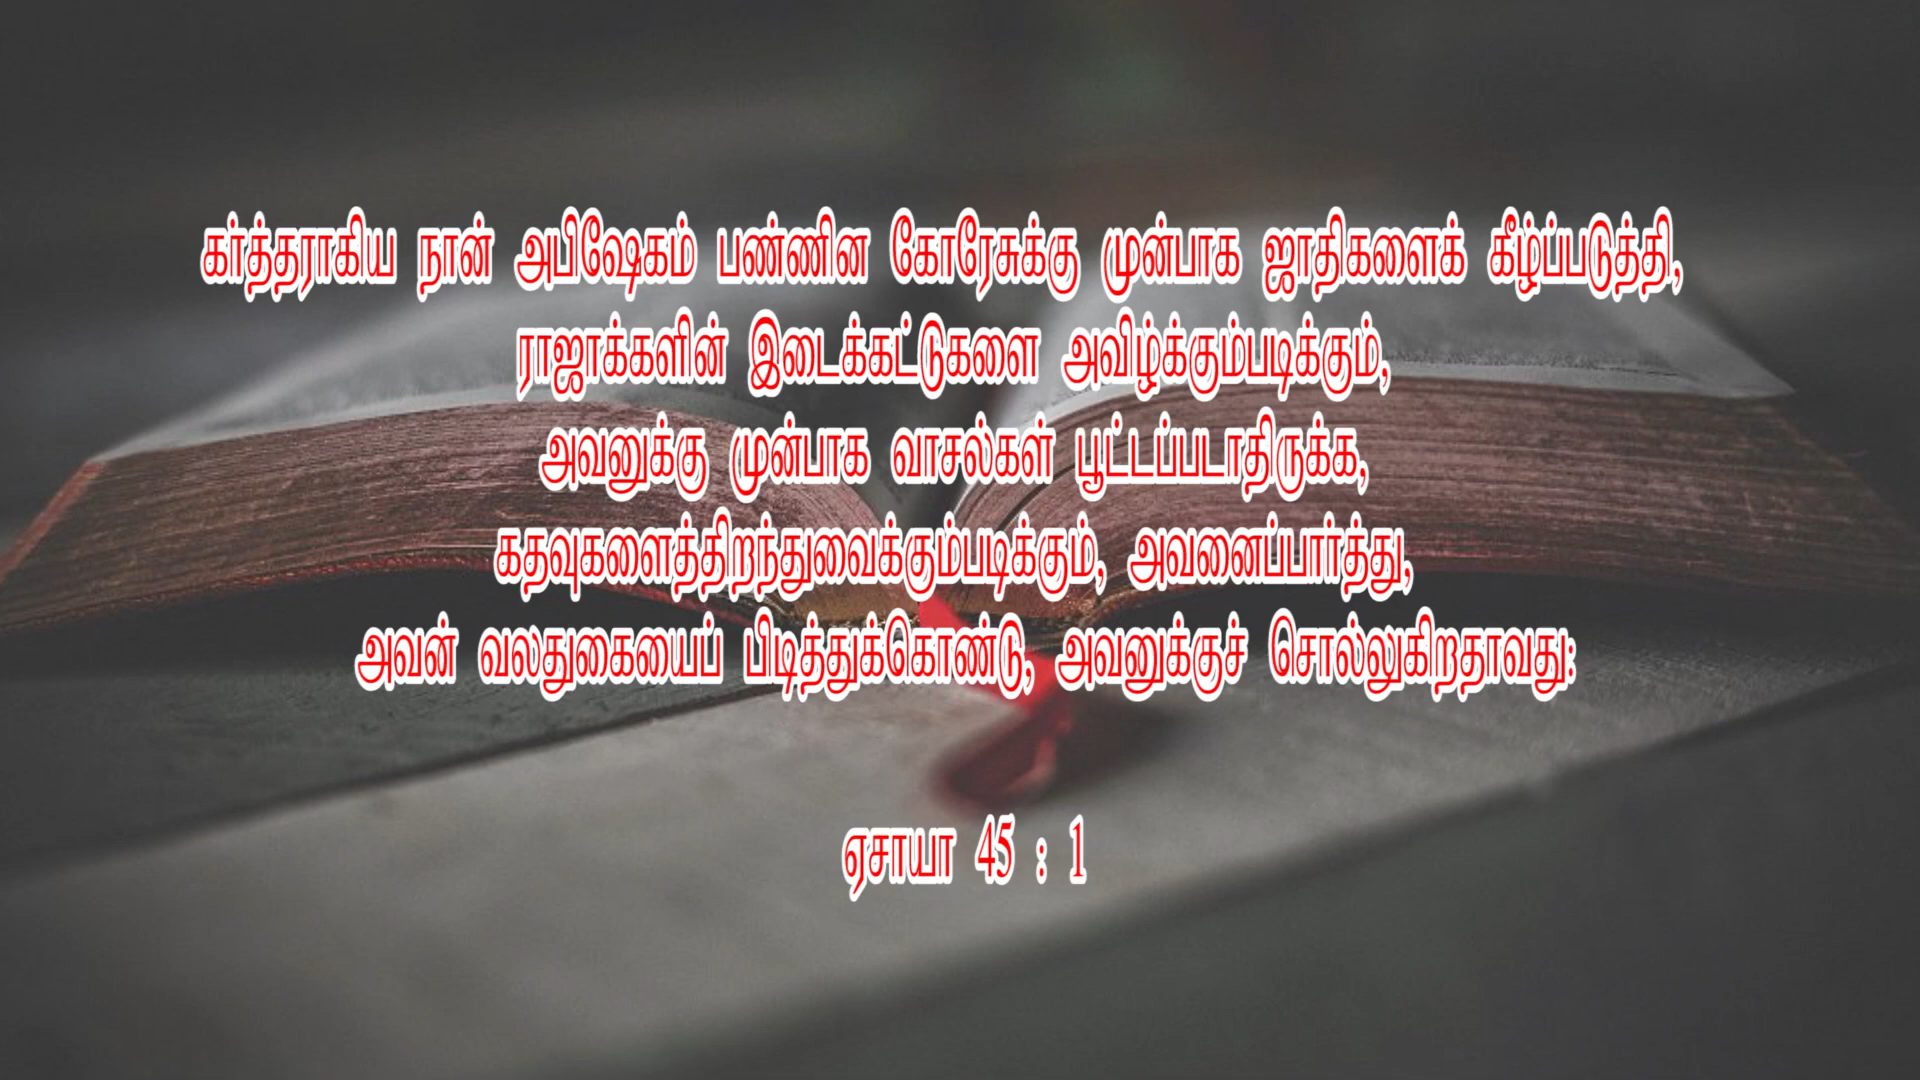 கர்த்தராகிய நான் அபிஷேகம் பண்ணின கோரேசுக்கு முன்பாக ஜாதிகளைக் கீழ்ப்படுத்தி,
ராஜாக்களின் இடைக்கட்டுகளை அவிழ்க்கும்படிக்கும்,
அவனுக்கு முன்பாக வாசல்கள் பூட்டப்படாதிருக்க,
கதவுகளைத்திறந்துவைக்கும்படிக்கும், அவனைப்பார்த்து,
அவன் வலதுகையைப் பிடித்துக்கொண்டு, அவனுக்குச் சொல்லுகிறதாவது:
ஏசாயா 45 : 1